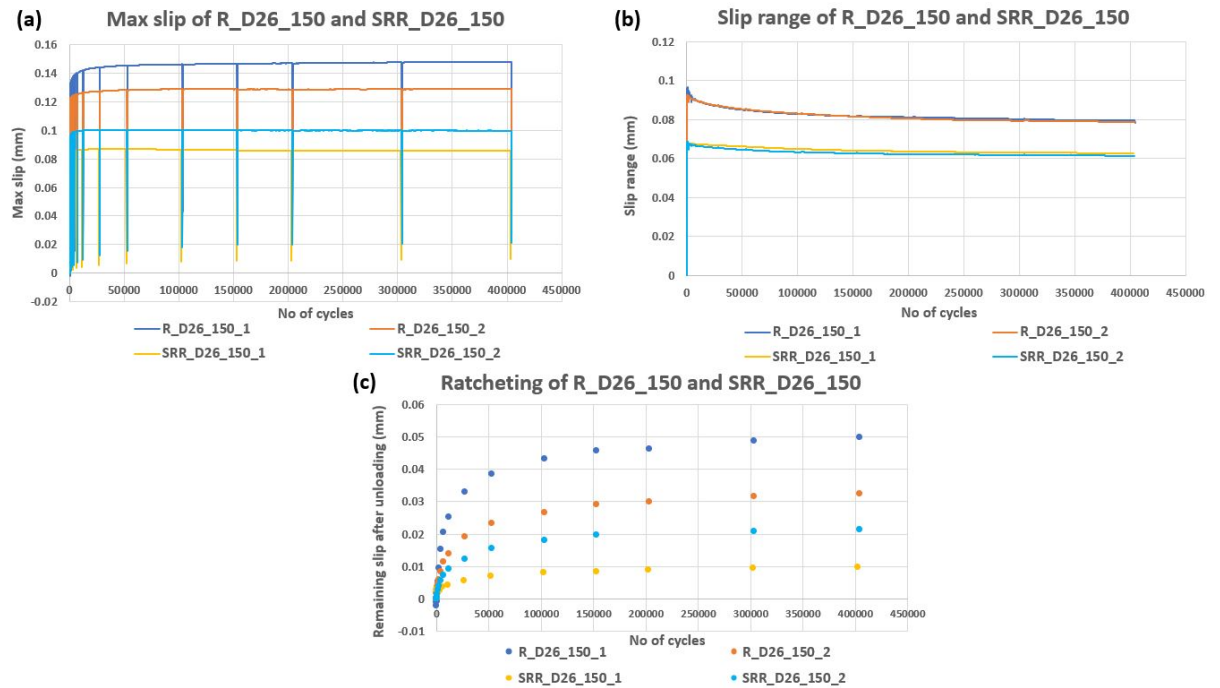 (a)
Max slip of R_D26_150 and SRR_D26_150
Max slip (mm)
0.16
0.14
0.12
0.1
0.08
0.06
0.04
0.02
0
-0.02
0
50000
100000
150000
200000
250000
300000
350000
400000
450000
No of cycles
R_D26_150_1
R_D26_150_2
SRR_D26_150_1
SRR_D26_150_2
(b)
Slip range of R_D26_150 and SRR_D26_150
Slip range (mm)
0.12
0.1
0.08
0.06
0.04
0.02
0
0
50000
100000
150000
200000
250000
300000
350000
400000
450000
No of cycles
R_D26_150_1
R_D26_150_2
SRR_D26_150_1
SRR_D26_150_2
(c)
Ratcheting of R_D26_150 and SRR_D26_150
Remaining slip after unloading (mm)
0.06
0.05
0.04
0.03
0.02
0.01
0
-0.01
0
50000
100000
150000
200000
250000
300000
350000
400000
450000
No of cycles
R_D26_150_1
R_D26_150_2
SRR_D26_150_1
SRR_D26_150_2